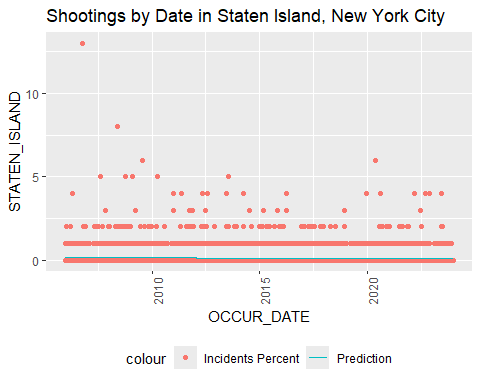 Shootings by Date in Staten Island, New York City
STATEN_ISLAND
10
5
0
2010
2015
2020
OCCUR_DATE
colour
Incidents Percent
Prediction